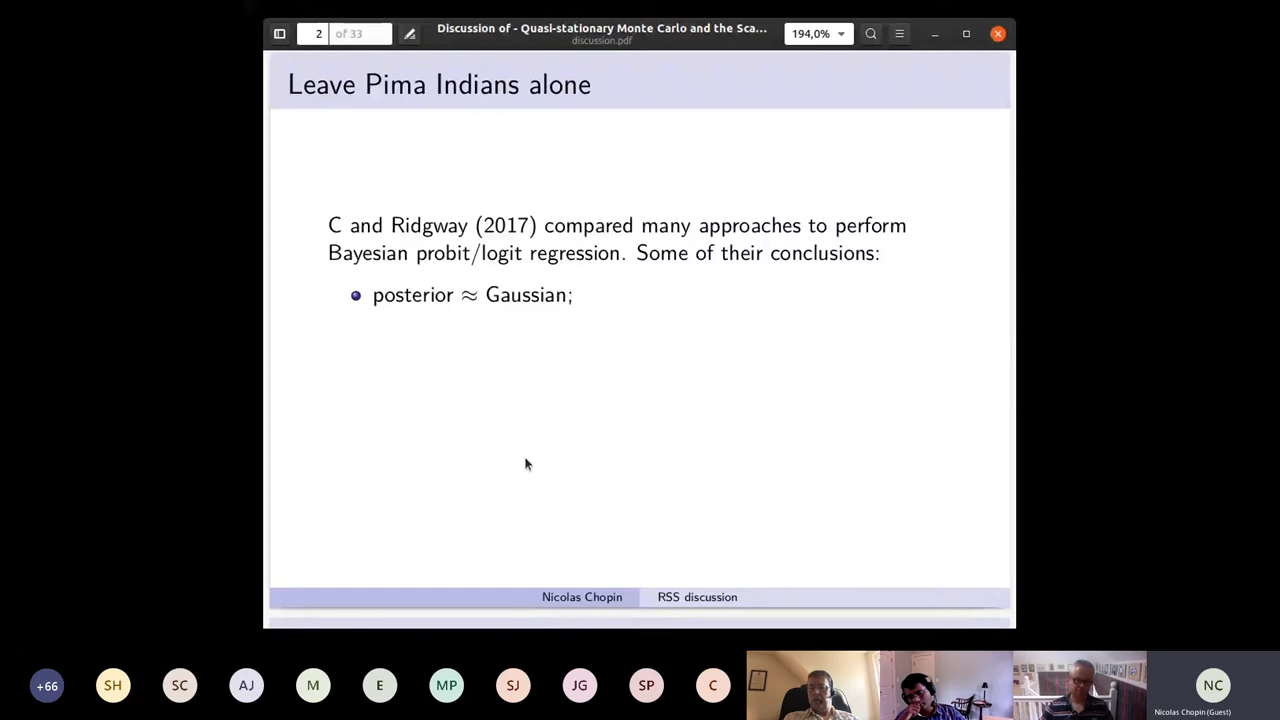 2 of 33
Discussion of - Quasi-stationary Monte Carlo and the Sca...
discussion.pdf
194,0%
Leave Pima Indians alone
C and Ridgway (2017) compared many approaches to perform
Bayesian probit/logit regression. Some of their conclusions:
posterior ≈ Gaussian;
Nicolas Chopin RSS discussion
+66 SH SC AJ M E MP SJ JG SP C NC
Nicolas Chopin (Guest)